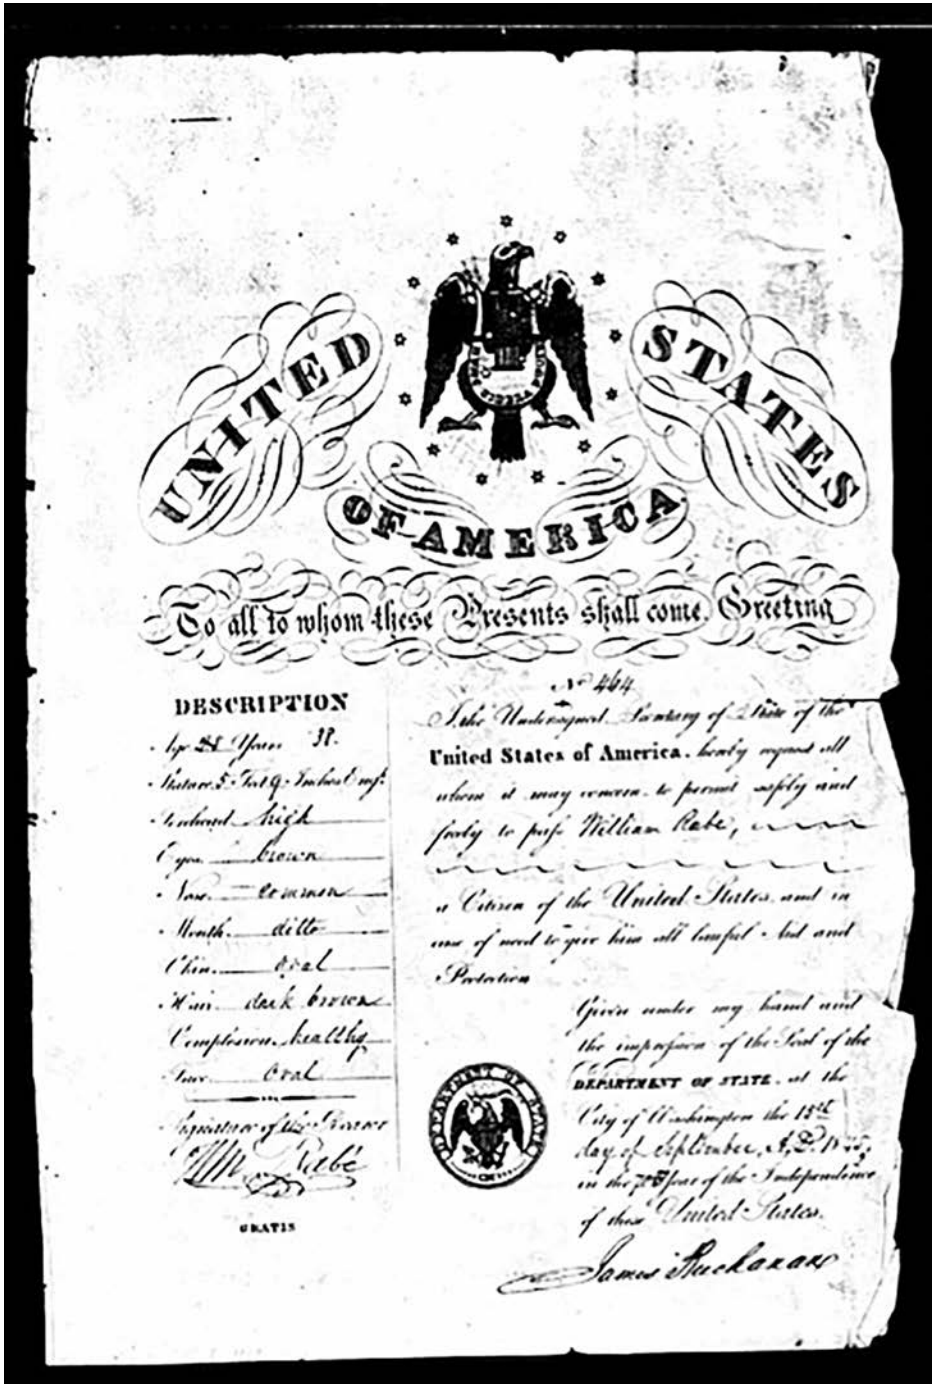 UNITED STATES
OF AMERICA
To all to whom these Presents shall come. Greeting
No 464
DESCRIPTION
Age Years 38.
Stature, 5 Feet 9 Inches Eng.
Forehead high
Eyes brown
Nose common
Mouth ditto
Chin oval
Hair dark brown
Complexion healthy
Face oval
Signature of the Bearer
Wm. Rabé
GRATIS
I, the Undersigned, Secretary of State of the
United States of America, hereby request all
whom it may concern to permit safely and
freely to pass William Rabe,
a Citizen of the United States and in
case of need to give him all lawful Aid and
Protection
Given under my hand and
the impression of the Seal of the
DEPARTMENT OF STATE, at the
City of Washington the 15th
day of September, A.D. 1845,
in the 70th Year of the Independence
of these United States.
James Buchanan
DEPARTMENT OF STATE